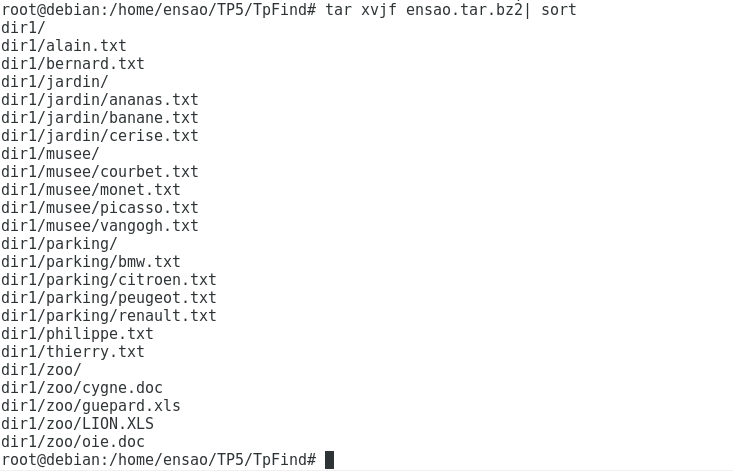 root@debian:/home/ensao/TP5/TpFind# tar xvjf ensao.tar.bz2| sort
dir1/
dir1/alain.txt
dir1/bernard.txt
dir1/jardin/
dir1/jardin/ananas.txt
dir1/jardin/banane.txt
dir1/jardin/cerise.txt
dir1/musee/
dir1/musee/courbet.txt
dir1/musee/monet.txt
dir1/musee/picasso.txt
dir1/musee/vangogh.txt
dir1/parking/
dir1/parking/bmw.txt
dir1/parking/citroen.txt
dir1/parking/peugeot.txt
dir1/parking/renault.txt
dir1/philippe.txt
dir1/thierry.txt
dir1/zoo/
dir1/zoo/cygne.doc
dir1/zoo/guepard.xls
dir1/zoo/LION.XLS
dir1/zoo/oie.doc
root@debian:/home/ensao/TP5/TpFind#